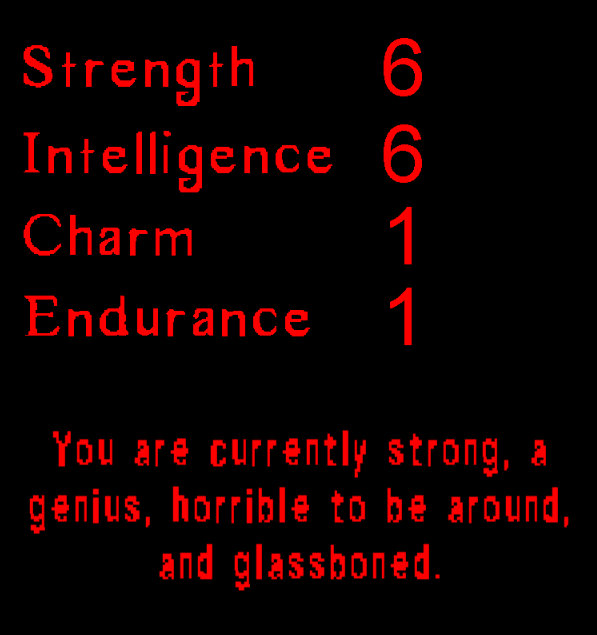 Strength 6
Intelligence 6
Charm 1
Endurance 1
You are currently strong, a
genius, horrible to be around,
and glassboned.